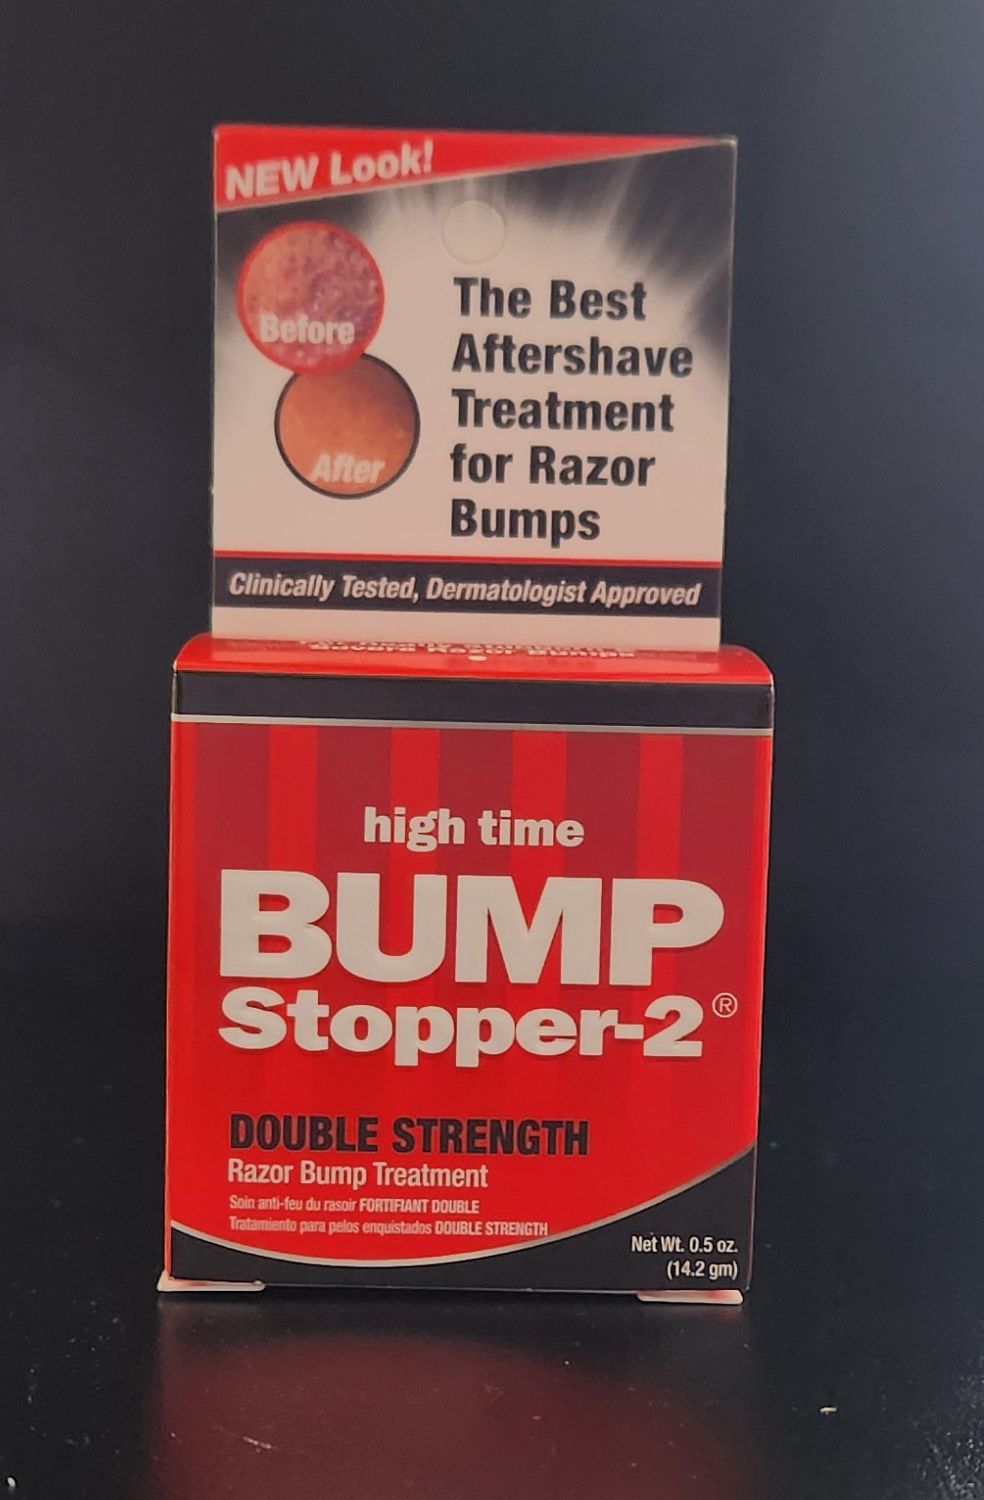 NEW Look!
Before
After
The Best
Aftershave
Treatment
for Razor
Bumps
Clinically Tested, Dermatologist Approved
Razor Bumps
high time
BUMP
Stopper-2®
DOUBLE STRENGTH
Razor Bump Treatment
Soin anti-feu du rasoir FORTIFIANT DOUBLE
Tratamiento para pelos enquistados DOUBLE STRENGTH
Net Wt. 0.5 oz.
(14.2 gm)